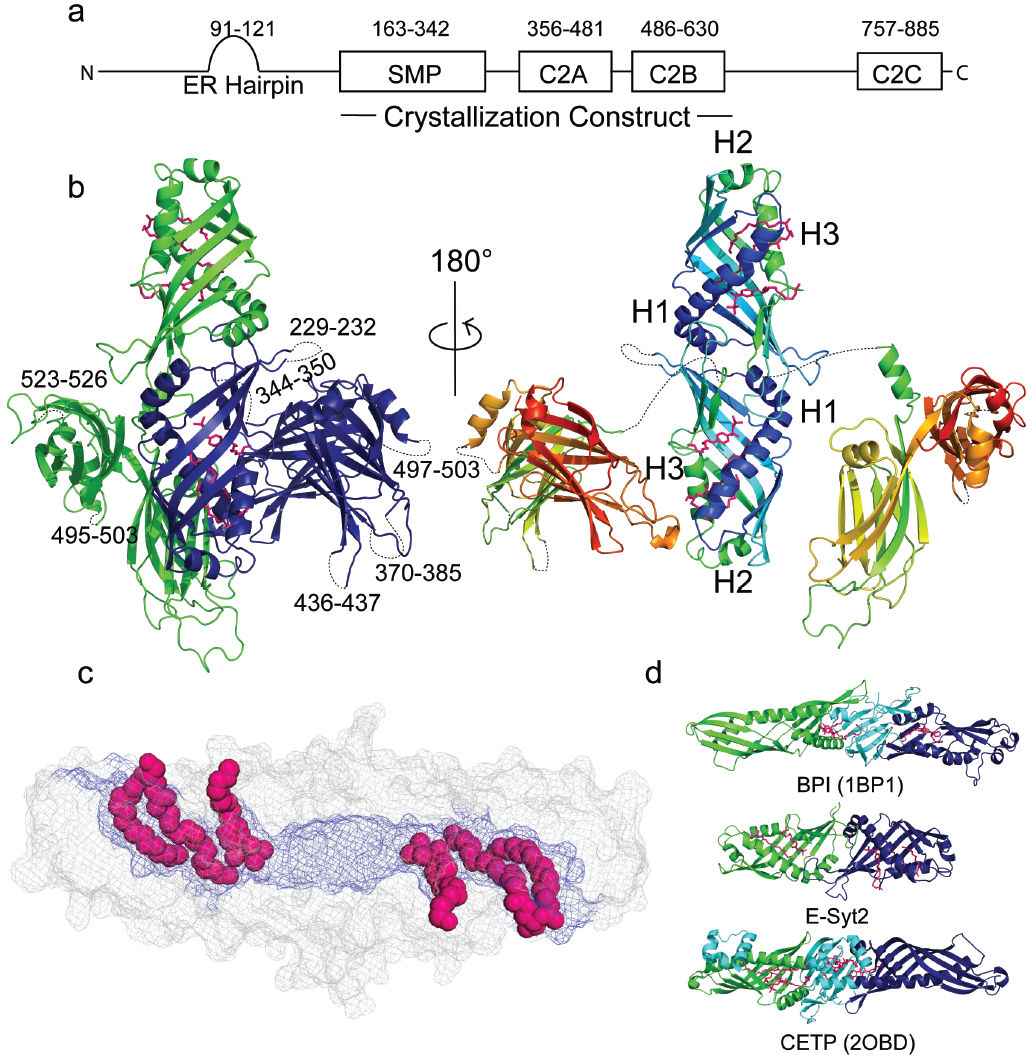 a
91-121 163-342 356-481 486-630 757-885
N SMP C2A C2B C2C C
ER Hairpin
Crystallization Construct
b
H2
H3
180°
H1
229-232
344-350
523-526
H1
497-503
H3
495-503
370-385
436-437
H2
c
d
BPI (1BP1)
E-Syt2
CETP (2OBD)